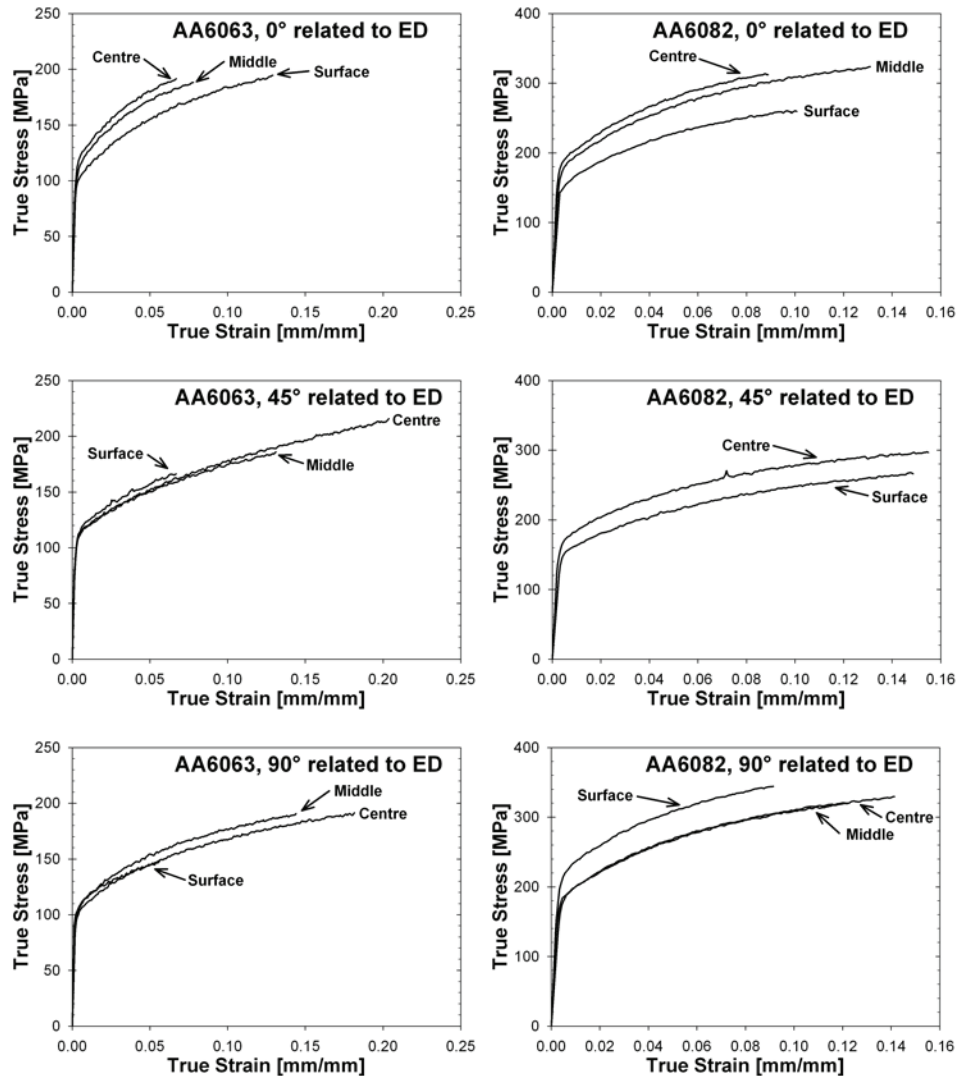 AA6063, 0° related to ED
Centre
Middle
Surface
250
200
150
100
50
0
True Stress [MPa]
0.00 0.05 0.10 0.15 0.20 0.25
True Strain [mm/mm]
AA6082, 0° related to ED
Centre
Middle
Surface
400
300
200
100
0
True Stress [MPa]
0.00 0.02 0.04 0.06 0.08 0.10 0.12 0.14 0.16
True Strain [mm/mm]
AA6063, 45° related to ED
Centre
Surface
Middle
250
200
150
100
50
0
True Stress [MPa]
0.00 0.05 0.10 0.15 0.20 0.25
True Strain [mm/mm]
AA6082, 45° related to ED
Centre
Surface
400
300
200
100
0
True Stress [MPa]
0.00 0.02 0.04 0.06 0.08 0.10 0.12 0.14 0.16
True Strain [mm/mm]
AA6063, 90° related to ED
Middle
Centre
Surface
250
200
150
100
50
0
True Stress [MPa]
0.00 0.05 0.10 0.15 0.20 0.25
True Strain [mm/mm]
AA6082, 90° related to ED
Surface
Centre
Middle
400
300
200
100
0
True Stress [MPa]
0.00 0.02 0.04 0.06 0.08 0.10 0.12 0.14 0.16
True Strain [mm/mm]